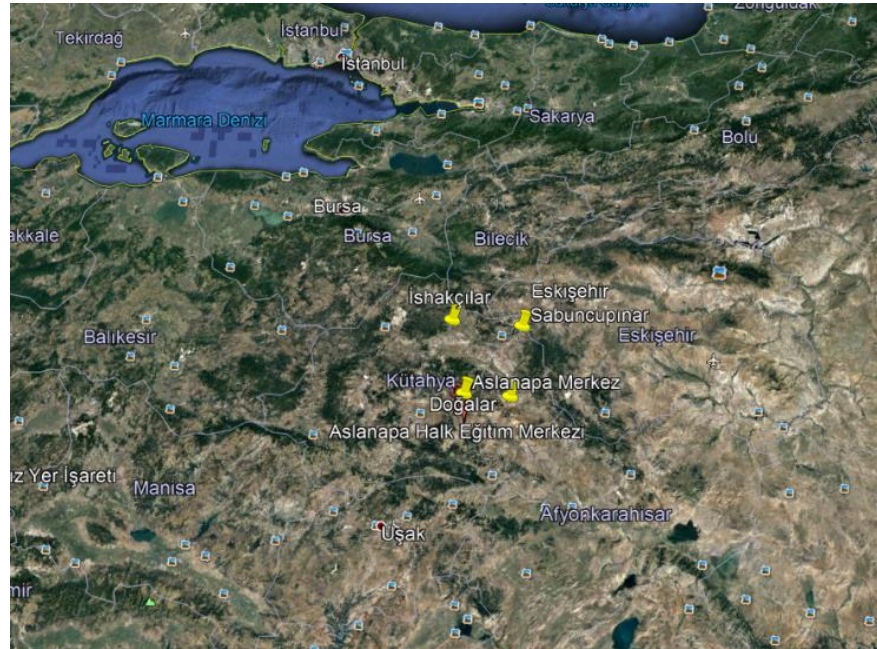 Zonguldak
Tekirdağ
İstanbul
İstanbul
Marmara Denizi
Sakarya
Bolu
Bursa
akkale
Bursa
Bilecik
İshakçılar
Eskişehir
Sabuncupınar
Balıkesir
Eskişehir
Kütahya
Aslanapa Merkez
Doğalar
Aslanapa Halk Eğitim Merkezi
ız Yer İşareti
Manisa
Afyonkarahisar
Uşak
mir